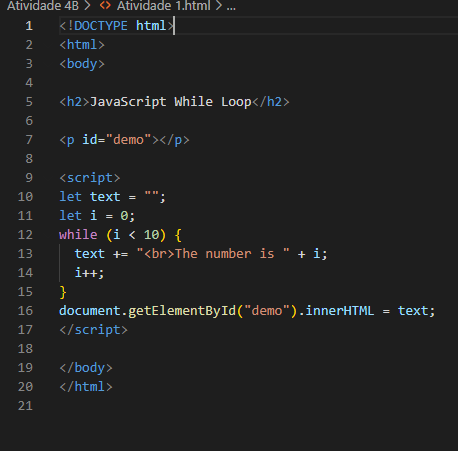 Atividade 4B > <> Atividade 1.html > ...
1 <!DOCTYPE html>
2 <html>
3 <body>
4
5 <h2>JavaScript While Loop</h2>
6
7 <p id="demo"></p>
8
9 <script>
10 let text = "";
11 let i = 0;
12 while (i < 10) {
13   text += "<br>The number is " + i;
14   i++;
15 }
16 document.getElementById("demo").innerHTML = text;
17 </script>
18
19 </body>
20 </html>
21